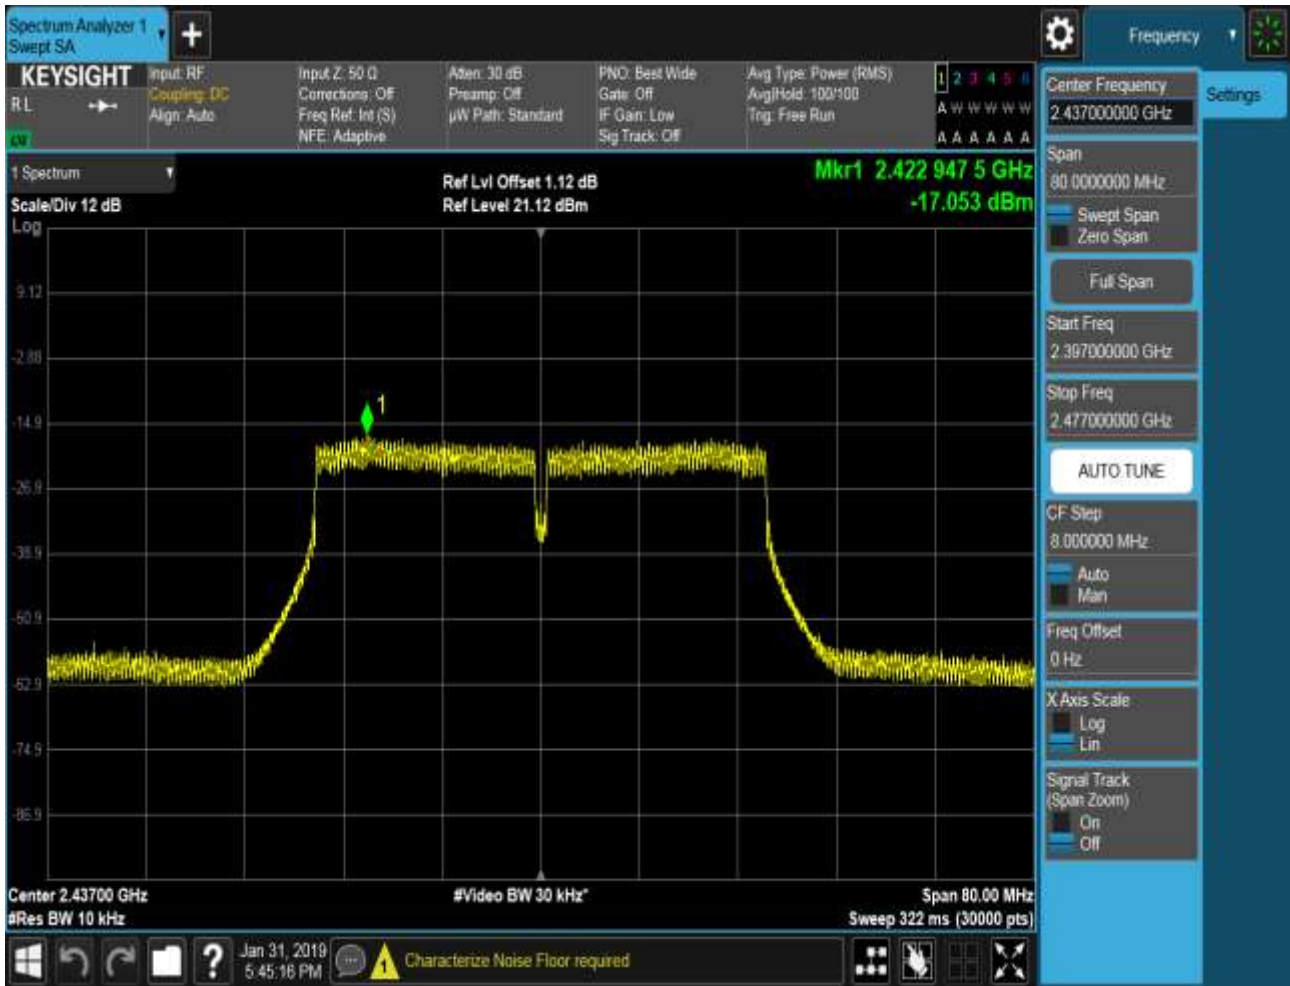 Spectrum Analyzer 1
Swept SA
+
Frequency
KEYSIGHT
R L
Input: RF
Coupling: DC
Align: Auto
Input Z: 50 Ω
Corrections: Off
Freq Ref: Int (S)
NFE: Adaptive
Atten: 30 dB
Preamp: Off
µW Path: Standard
PNO: Best Wide
Gate: Off
IF Gain: Low
Sig Track: Off
Avg Type: Power (RMS)
Avg|Hold: 100/100
Trig: Free Run
1 2 3 4 5 6
A W W W W W
A A A A A A
1 Spectrum
Scale/Div 12 dB
Log
Ref Lvl Offset 1.12 dB
Ref Level 21.12 dBm
Mkr1 2.422 947 5 GHz
-17.053 dBm
9.12
-2.88
-14.9
-26.9
-38.9
-50.9
-62.9
-74.9
-86.9
1
Center 2.43700 GHz
#Res BW 10 kHz
#Video BW 30 kHz*
Span 80.00 MHz
Sweep 322 ms (30000 pts)
Center Frequency
2.437000000 GHz
Settings
Span
80.0000000 MHz
Swept Span
Zero Span
Full Span
Start Freq
2.397000000 GHz
Stop Freq
2.477000000 GHz
AUTO TUNE
CF Step
8.000000 MHz
Auto
Man
Freq Offset
0 Hz
X Axis Scale
Log
Lin
Signal Track
(Span Zoom)
On
Off
?
Jan 31, 2019
5:45:16 PM
1
Characterize Noise Floor required